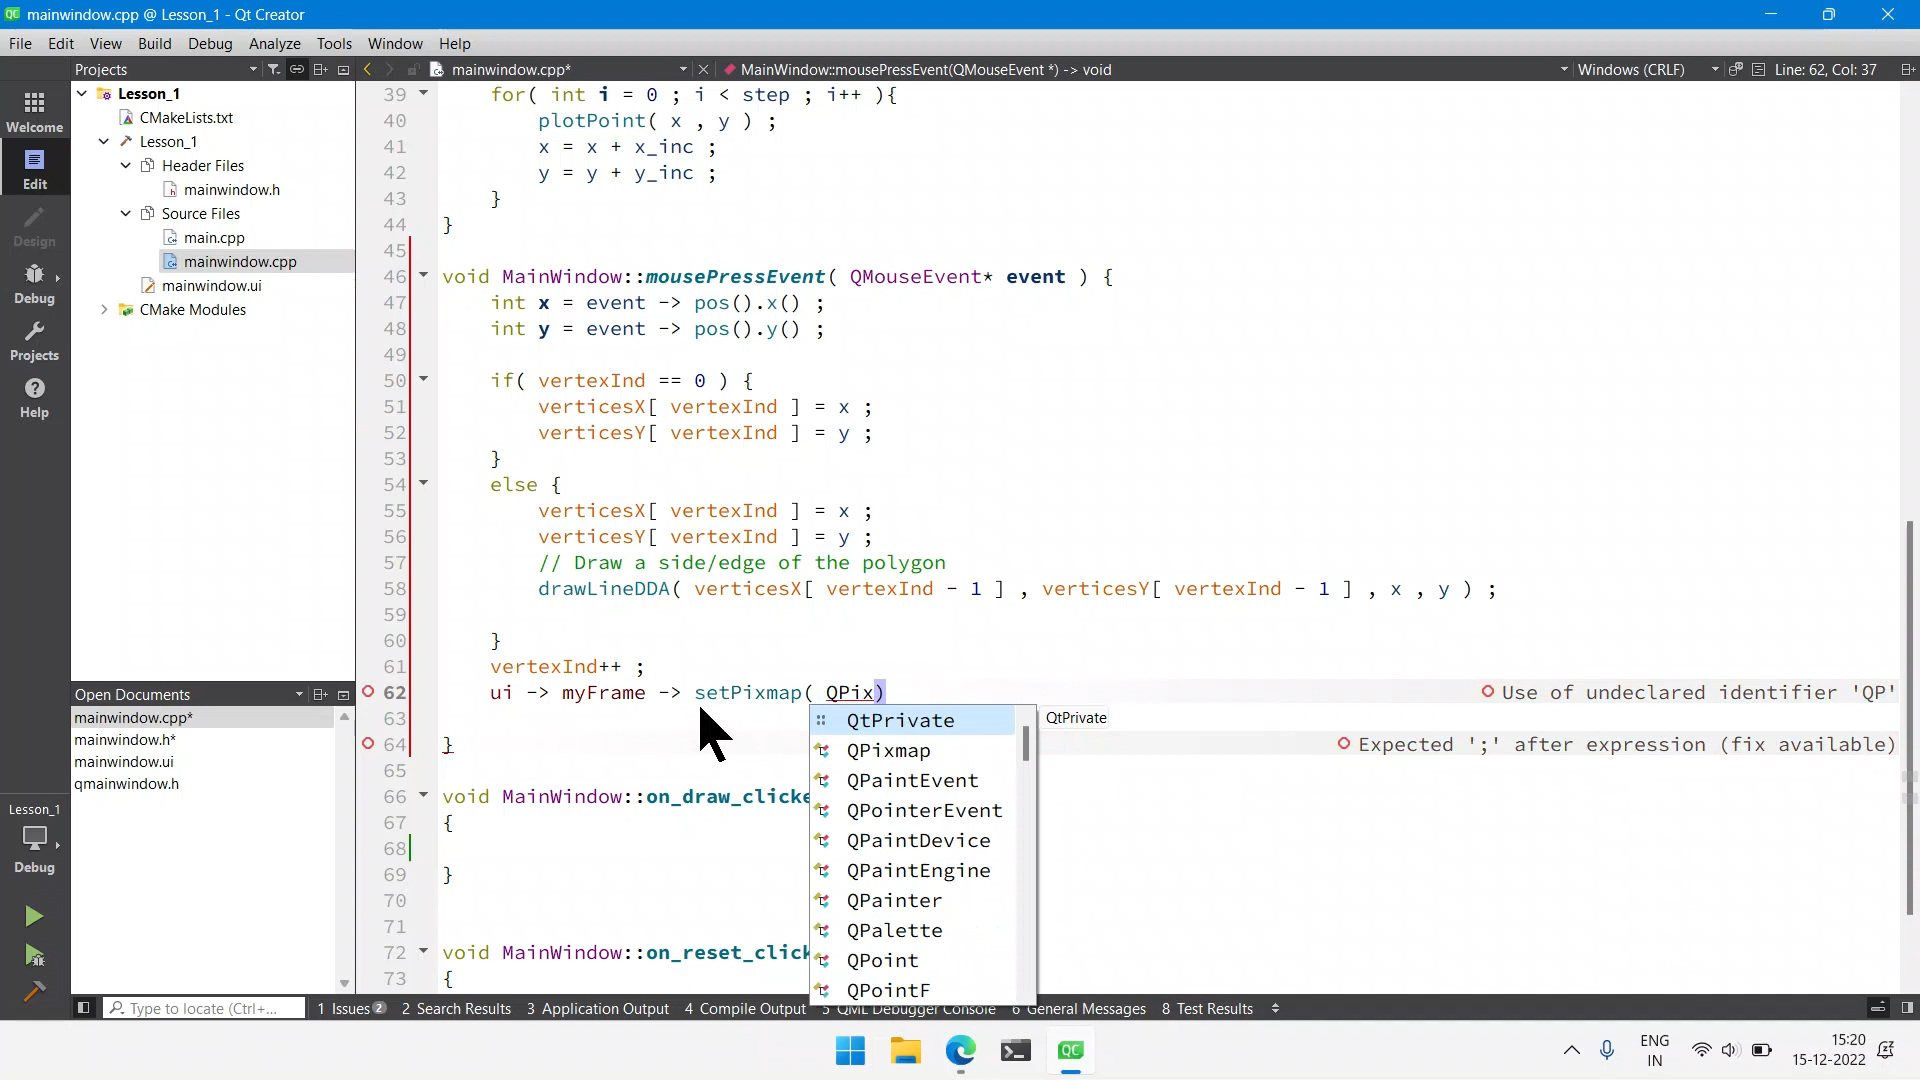 QC mainwindow.cpp @ Lesson_1 - Qt Creator
File Edit View Build Debug Analyze Tools Window Help
Projects
mainwindow.cpp*
MainWindow::mousePressEvent(QMouseEvent *) -> void
Windows (CRLF)
Line: 62, Col: 37
Welcome
Edit
Design
Debug
Projects
Help
Lesson_1
CMakeLists.txt
Lesson_1
Header Files
mainwindow.h
Source Files
main.cpp
mainwindow.cpp
mainwindow.ui
CMake Modules
Open Documents
mainwindow.cpp*
mainwindow.h*
mainwindow.ui
qmainwindow.h
Lesson_1
Debug
39 for( int i = 0 ; i < step ; i++ ){
40 plotPoint( x , y ) ;
41 x = x + x_inc ;
42 y = y + y_inc ;
43 }
44 }
45
46 void MainWindow::mousePressEvent( QMouseEvent* event ) {
47 int x = event -> pos().x() ;
48 int y = event -> pos().y() ;
49
50 if( vertexInd == 0 ) {
51 verticesX[ vertexInd ] = x ;
52 verticesY[ vertexInd ] = y ;
53 }
54 else {
55 verticesX[ vertexInd ] = x ;
56 verticesY[ vertexInd ] = y ;
57 // Draw a side/edge of the polygon
58 drawLineDDA( verticesX[ vertexInd - 1 ] , verticesY[ vertexInd - 1 ] , x , y ) ;
59
60 }
61 vertexInd++ ;
62 ui -> myFrame -> setPixmap( QPix) Use of undeclared identifier 'QP'
63
64 } Expected ';' after expression (fix available)
65
66 void MainWindow::on_draw_clicke
67 {
68
69 }
70
71
72 void MainWindow::on_reset_click
73 {
QtPrivate
QPixmap
QPaintEvent
QPointerEvent
QPaintDevice
QPaintEngine
QPainter
QPalette
QPoint
QPointF
QtPrivate
Type to locate (Ctrl+...
1 Issues 2
2 Search Results
3 Application Output
4 Compile Output
5 QML Debugger Console
6 General Messages
8 Test Results
QC
ENG
IN
15:20
15-12-2022